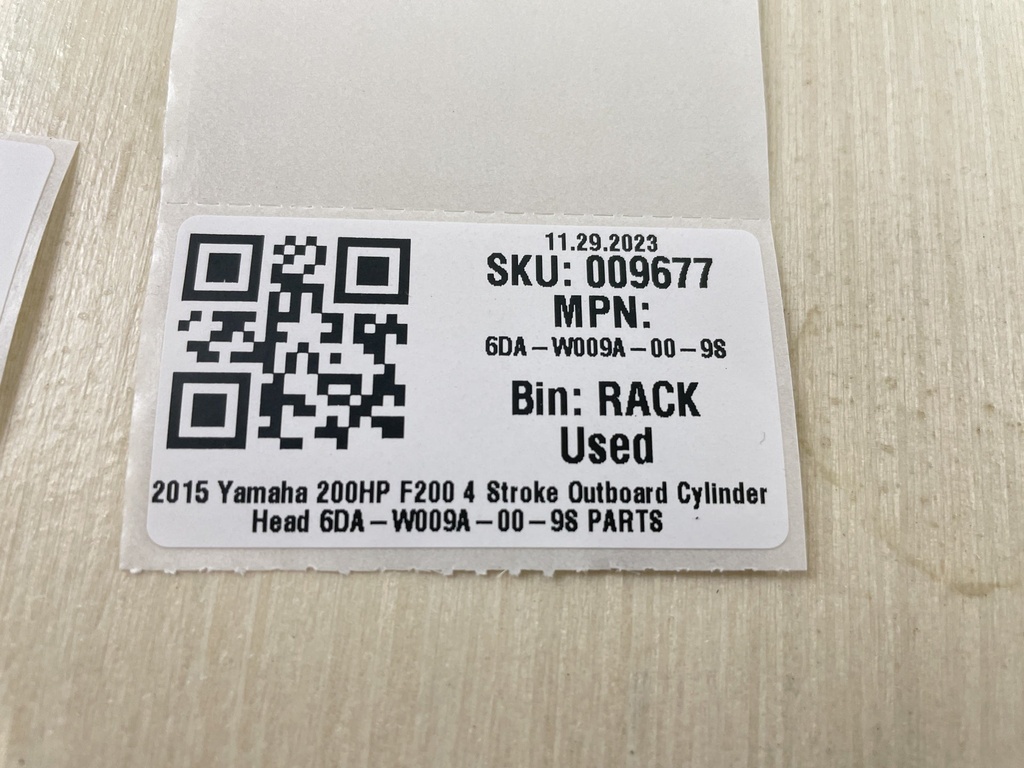 11.29.2023
SKU: 009677
MPN:
6DA-W009A-00-9S
Bin: RACK
Used
2015 Yamaha 200HP F200 4 Stroke Outboard Cylinder
Head 6DA-W009A-00-9S PARTS